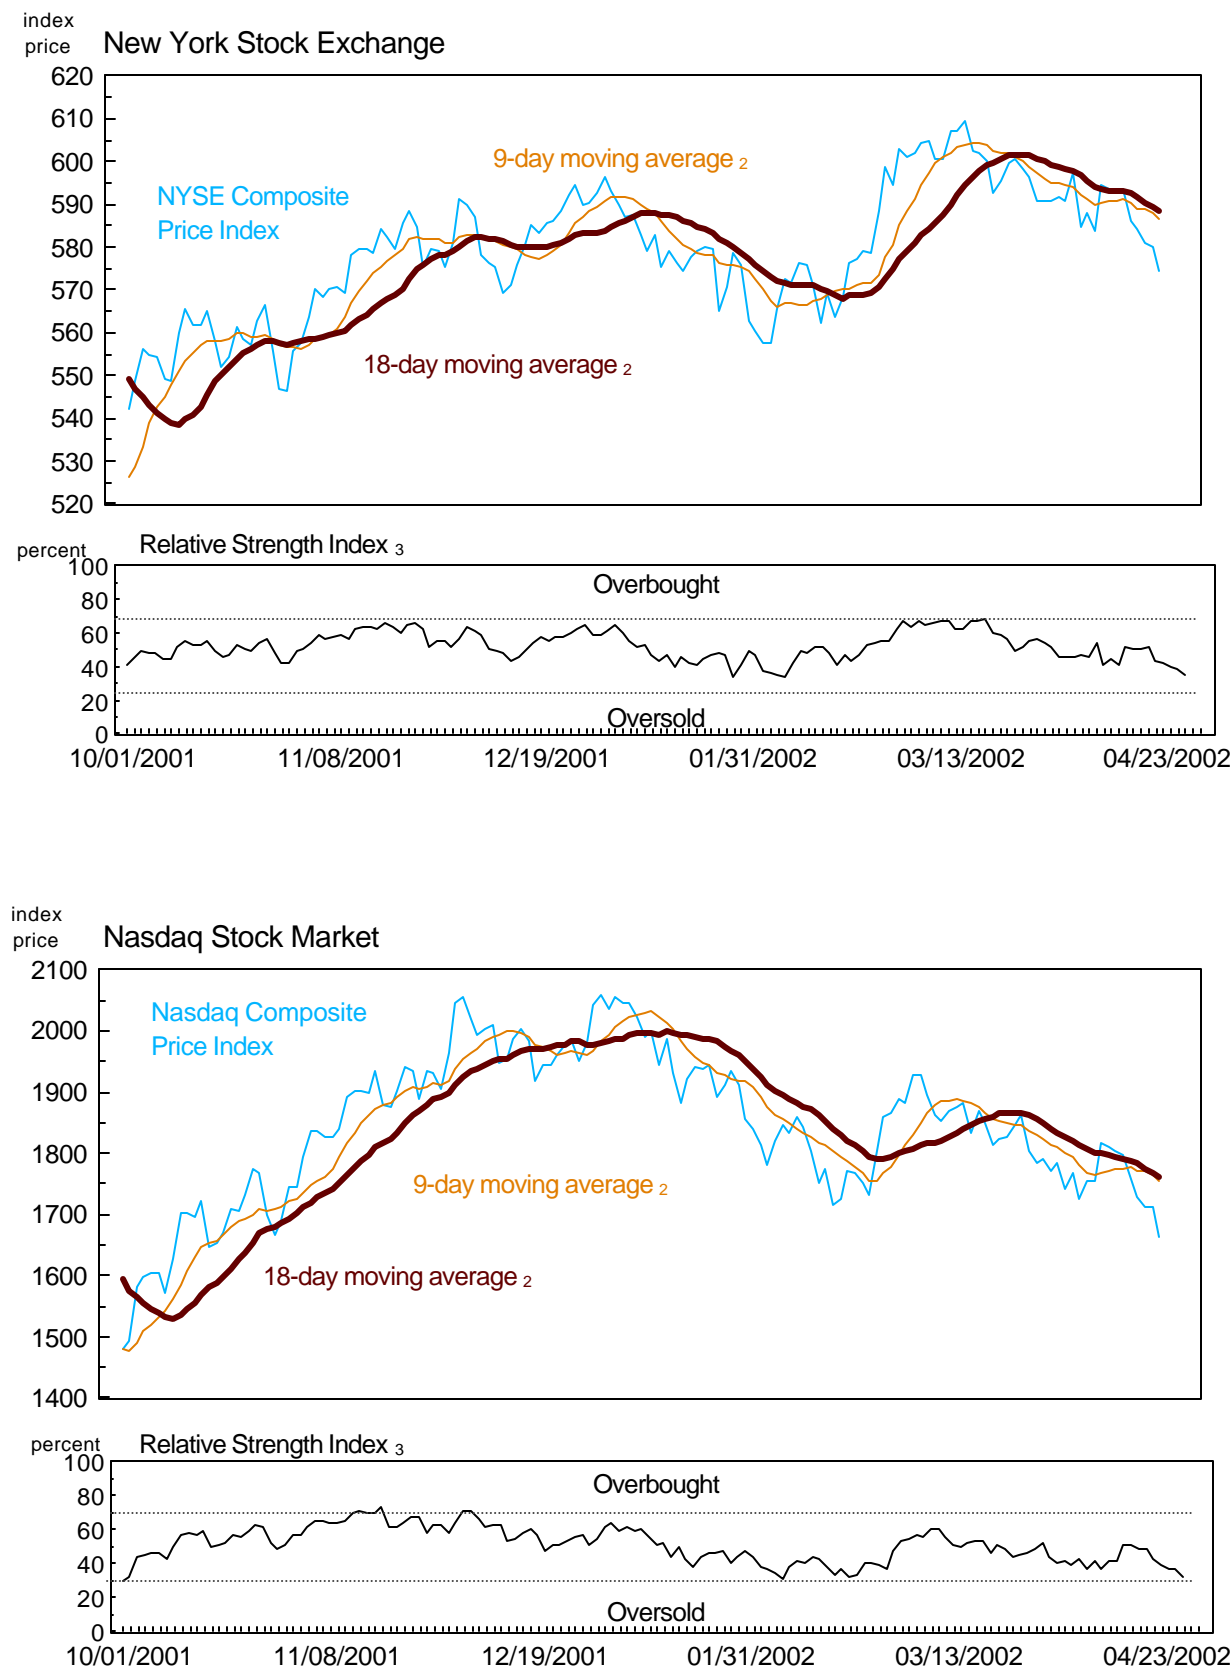 index
price
New York Stock Exchange
620
610
600
590
580
570
560
550
540
530
520
9-day moving average 2
NYSE Composite
Price Index
18-day moving average 2
percent
Relative Strength Index 3
100
80
60
40
20
0
Overbought
Oversold
10/01/2001 11/08/2001 12/19/2001 01/31/2002 03/13/2002 04/23/2002
index
price
Nasdaq Stock Market
2100
2000
1900
1800
1700
1600
1500
1400
Nasdaq Composite
Price Index
9-day moving average 2
18-day moving average 2
percent
Relative Strength Index 3
100
80
60
40
20
0
Overbought
Oversold
10/01/2001 11/08/2001 12/19/2001 01/31/2002 03/13/2002 04/23/2002